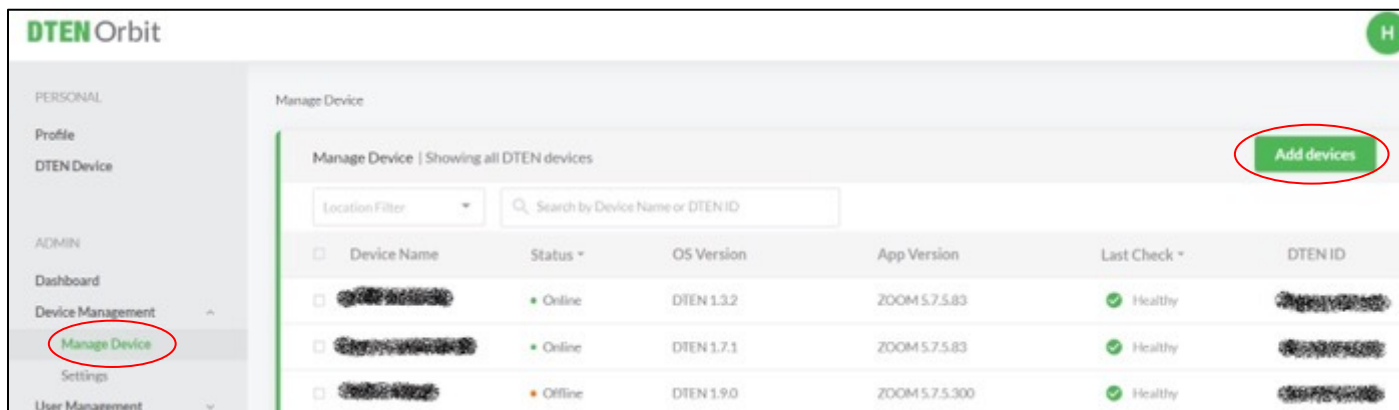 DTEN Orbit
H
PERSONAL
Profile
DTEN Device
ADMIN
Dashboard
Device Management
Manage Device
Settings
User Management
Manage Device
Manage Device | Showing all DTEN devices
Add devices
Location Filter
Search by Device Name or DTEN ID
Device Name Status OS Version App Version Last Check DTEN ID
Online DTEN 1.3.2 ZOOM 5.7.5.83 Healthy
Online DTEN 1.7.1 ZOOM 5.7.5.83 Healthy
Offline DTEN 1.9.0 ZOOM 5.7.5.300 Healthy